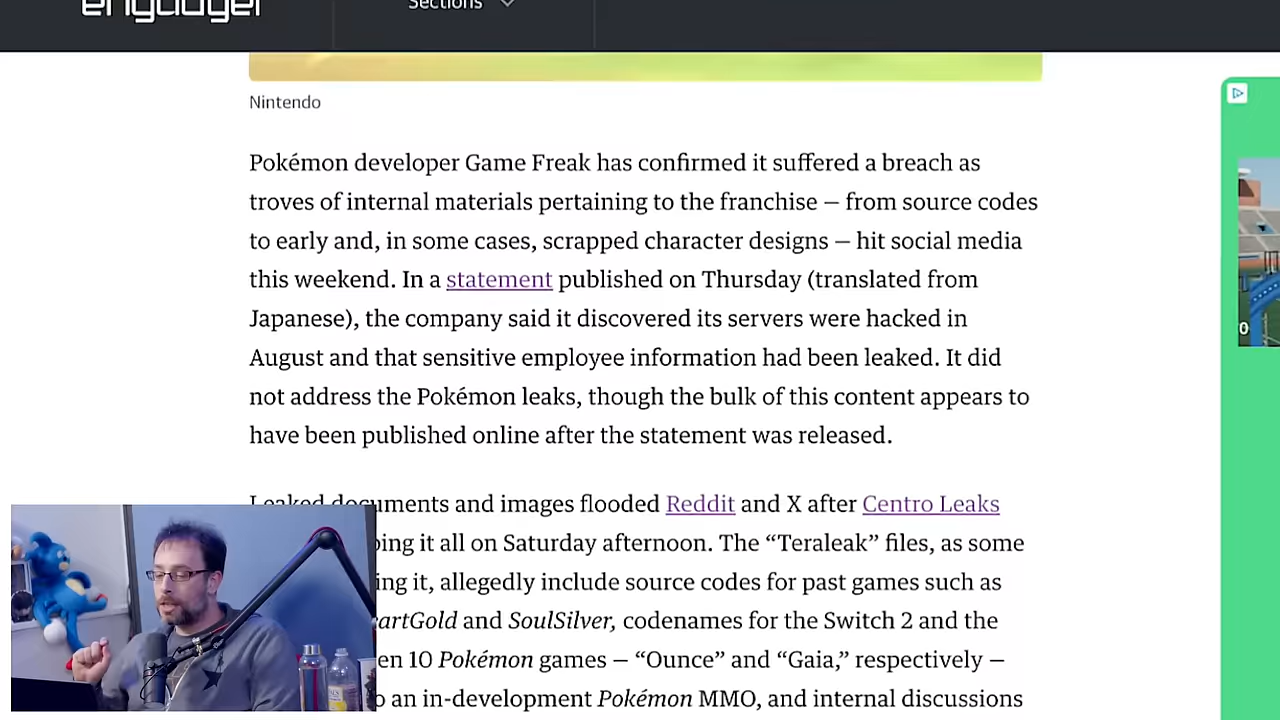 engadget
Sections
Nintendo
Pokémon developer Game Freak has confirmed it suffered a breach as
troves of internal materials pertaining to the franchise — from source codes
to early and, in some cases, scrapped character designs — hit social media
this weekend. In a statement published on Thursday (translated from
Japanese), the company said it discovered its servers were hacked in
August and that sensitive employee information had been leaked. It did
not address the Pokémon leaks, though the bulk of this content appears to
have been published online after the statement was released.
Leaked documents and images flooded Reddit and X after Centro Leaks
ing it all on Saturday afternoon. The “Teraleak” files, as some
ing it, allegedly include source codes for past games such as
artGold and SoulSilver, codenames for the Switch 2 and the
en 10 Pokémon games — “Ounce” and “Gaia,” respectively —
o an in-development Pokémon MMO, and internal discussions